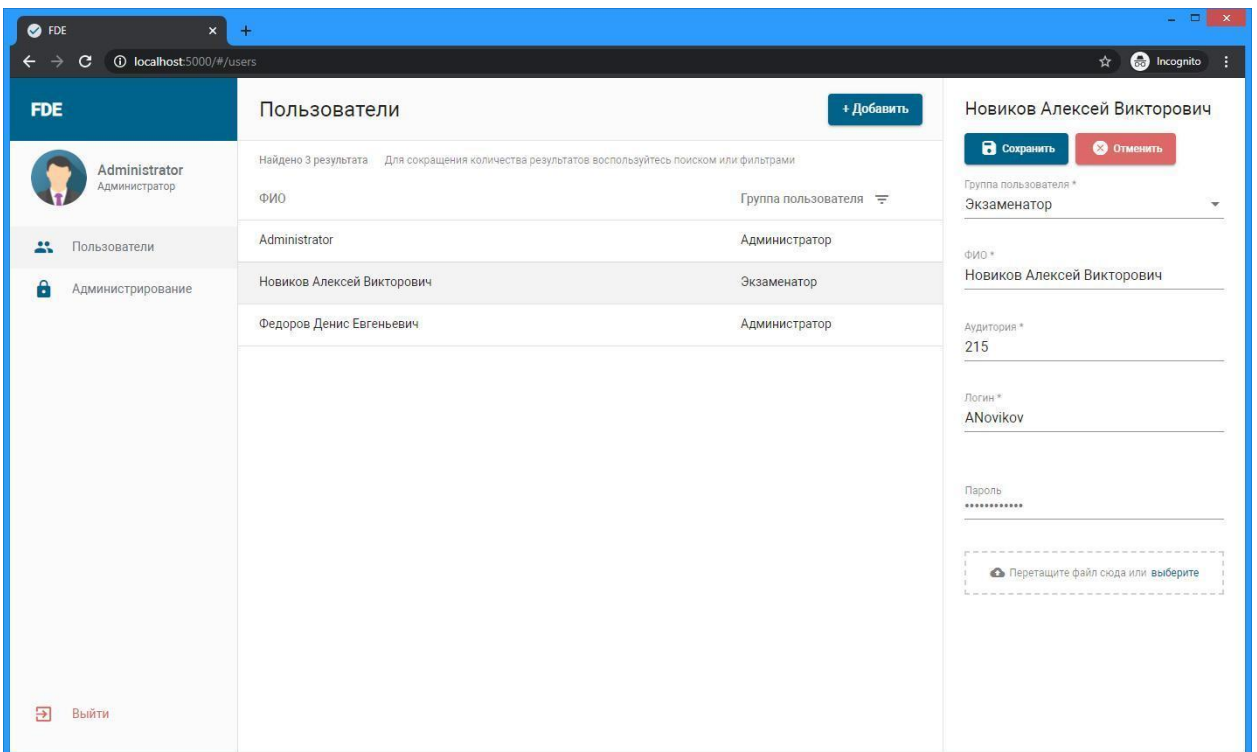 FDE
localhost:5000/#/users
Incognito
FDE
Administrator
Администратор
Пользователи
Администрирование
Выйти
Пользователи
+ Добавить
Найдено 3 результата Для сокращения количества результатов воспользуйтесь поиском или фильтрами
ФИО Группа пользователя
Administrator Администратор
Новиков Алексей Викторович Экзаменатор
Федоров Денис Евгеньевич Администратор
Новиков Алексей Викторович
Сохранить Отменить
Группа пользователя *
Экзаменатор
ФИО *
Новиков Алексей Викторович
Аудитория *
215
Логин *
ANovikov
Пароль
••••••••••••
Перетащите файл сюда или выберите